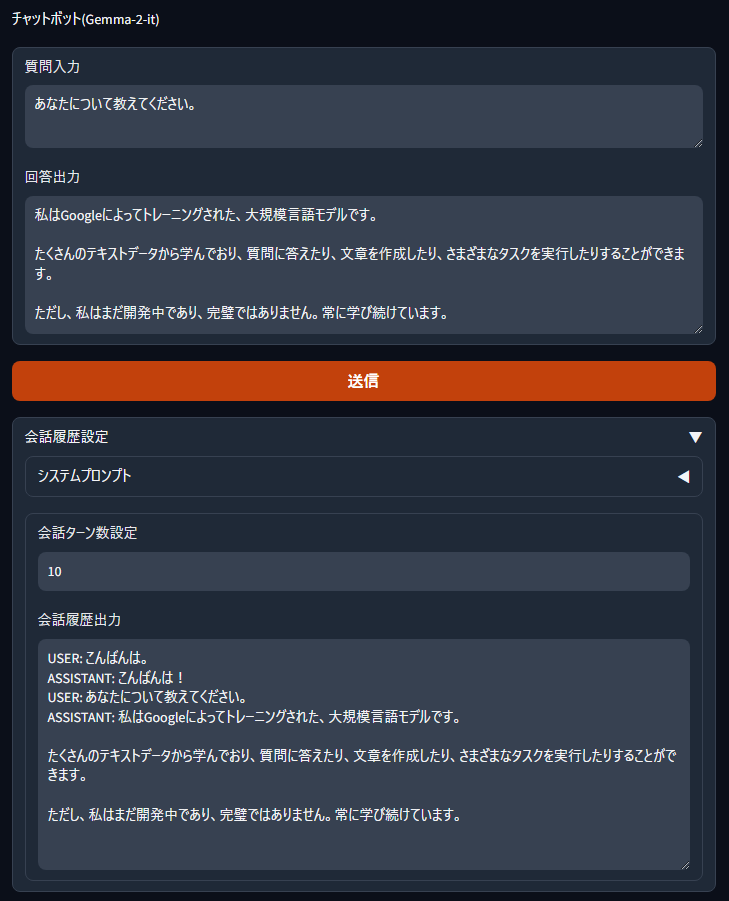 チャットボット(Gemma-2-it)
質問入力
あなたについて教えてください。
回答出力
私はGoogleによってトレーニングされた、大規模言語モデルです。
たくさんのテキストデータから学んでおり、質問に答えたり、文章を作成したり、さまざまなタスクを実行したりすることができま
す。
ただし、私はまだ開発中であり、完璧ではありません。常に学び続けています。
送信
会話履歴設定
システムプロンプト
会話ターン数設定
10
会話履歴出力
USER: こんばんは。
ASSISTANT: こんばんは！
USER: あなたについて教えてください。
ASSISTANT: 私はGoogleによってトレーニングされた、大規模言語モデルです。
たくさんのテキストデータから学んでおり、質問に答えたり、文章を作成したり、さまざまなタスクを実行したりすることがで
きます。
ただし、私はまだ開発中であり、完璧ではありません。常に学び続けています。